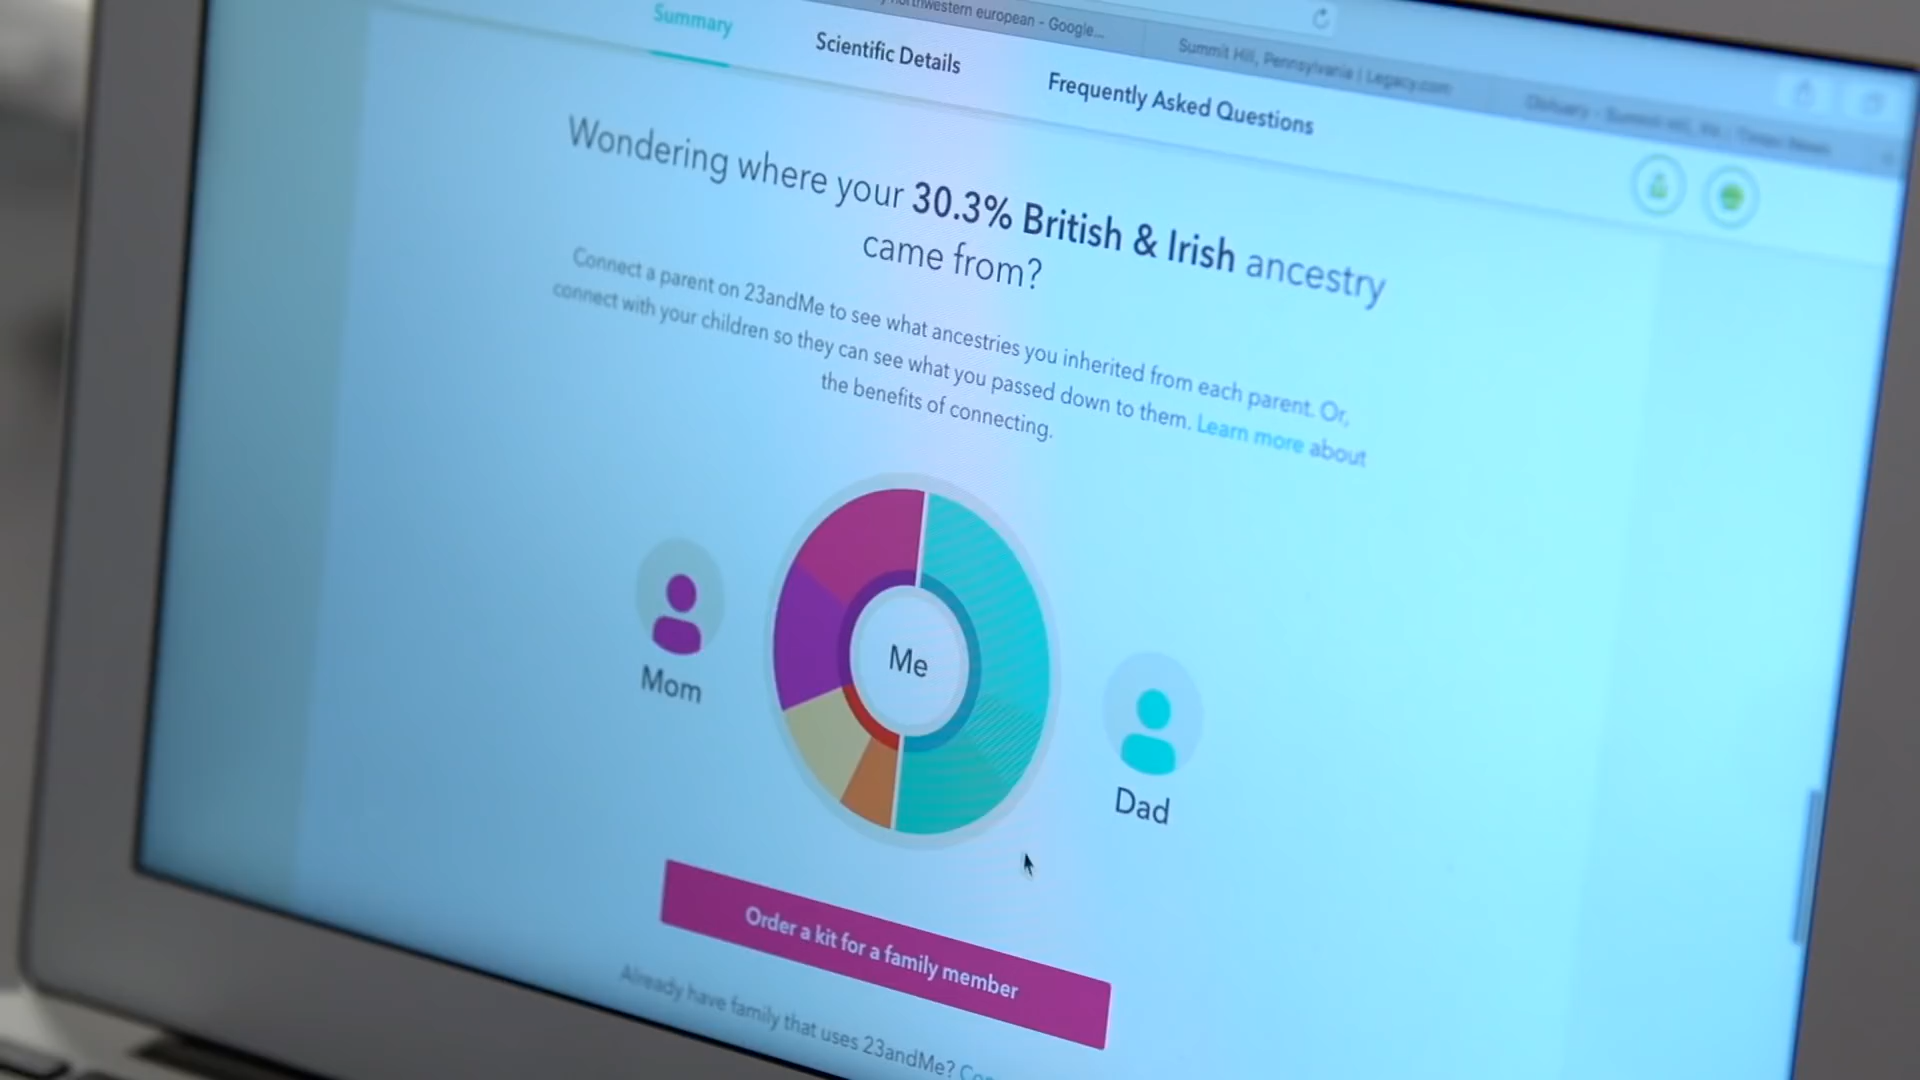 northwestern european - Google...
Summit Hill, Pennsylvania | Legacy.com
Summary
Scientific Details
Frequently Asked Questions
Wondering where your 30.3% British & Irish ancestry
came from?
Connect a parent on 23andMe to see what ancestries you inherited from each parent. Or,
connect with your children so they can see what you passed down to them. Learn more about
the benefits of connecting.
Me
Mom
Dad
Order a kit for a family member
Already have family that uses 23andMe?